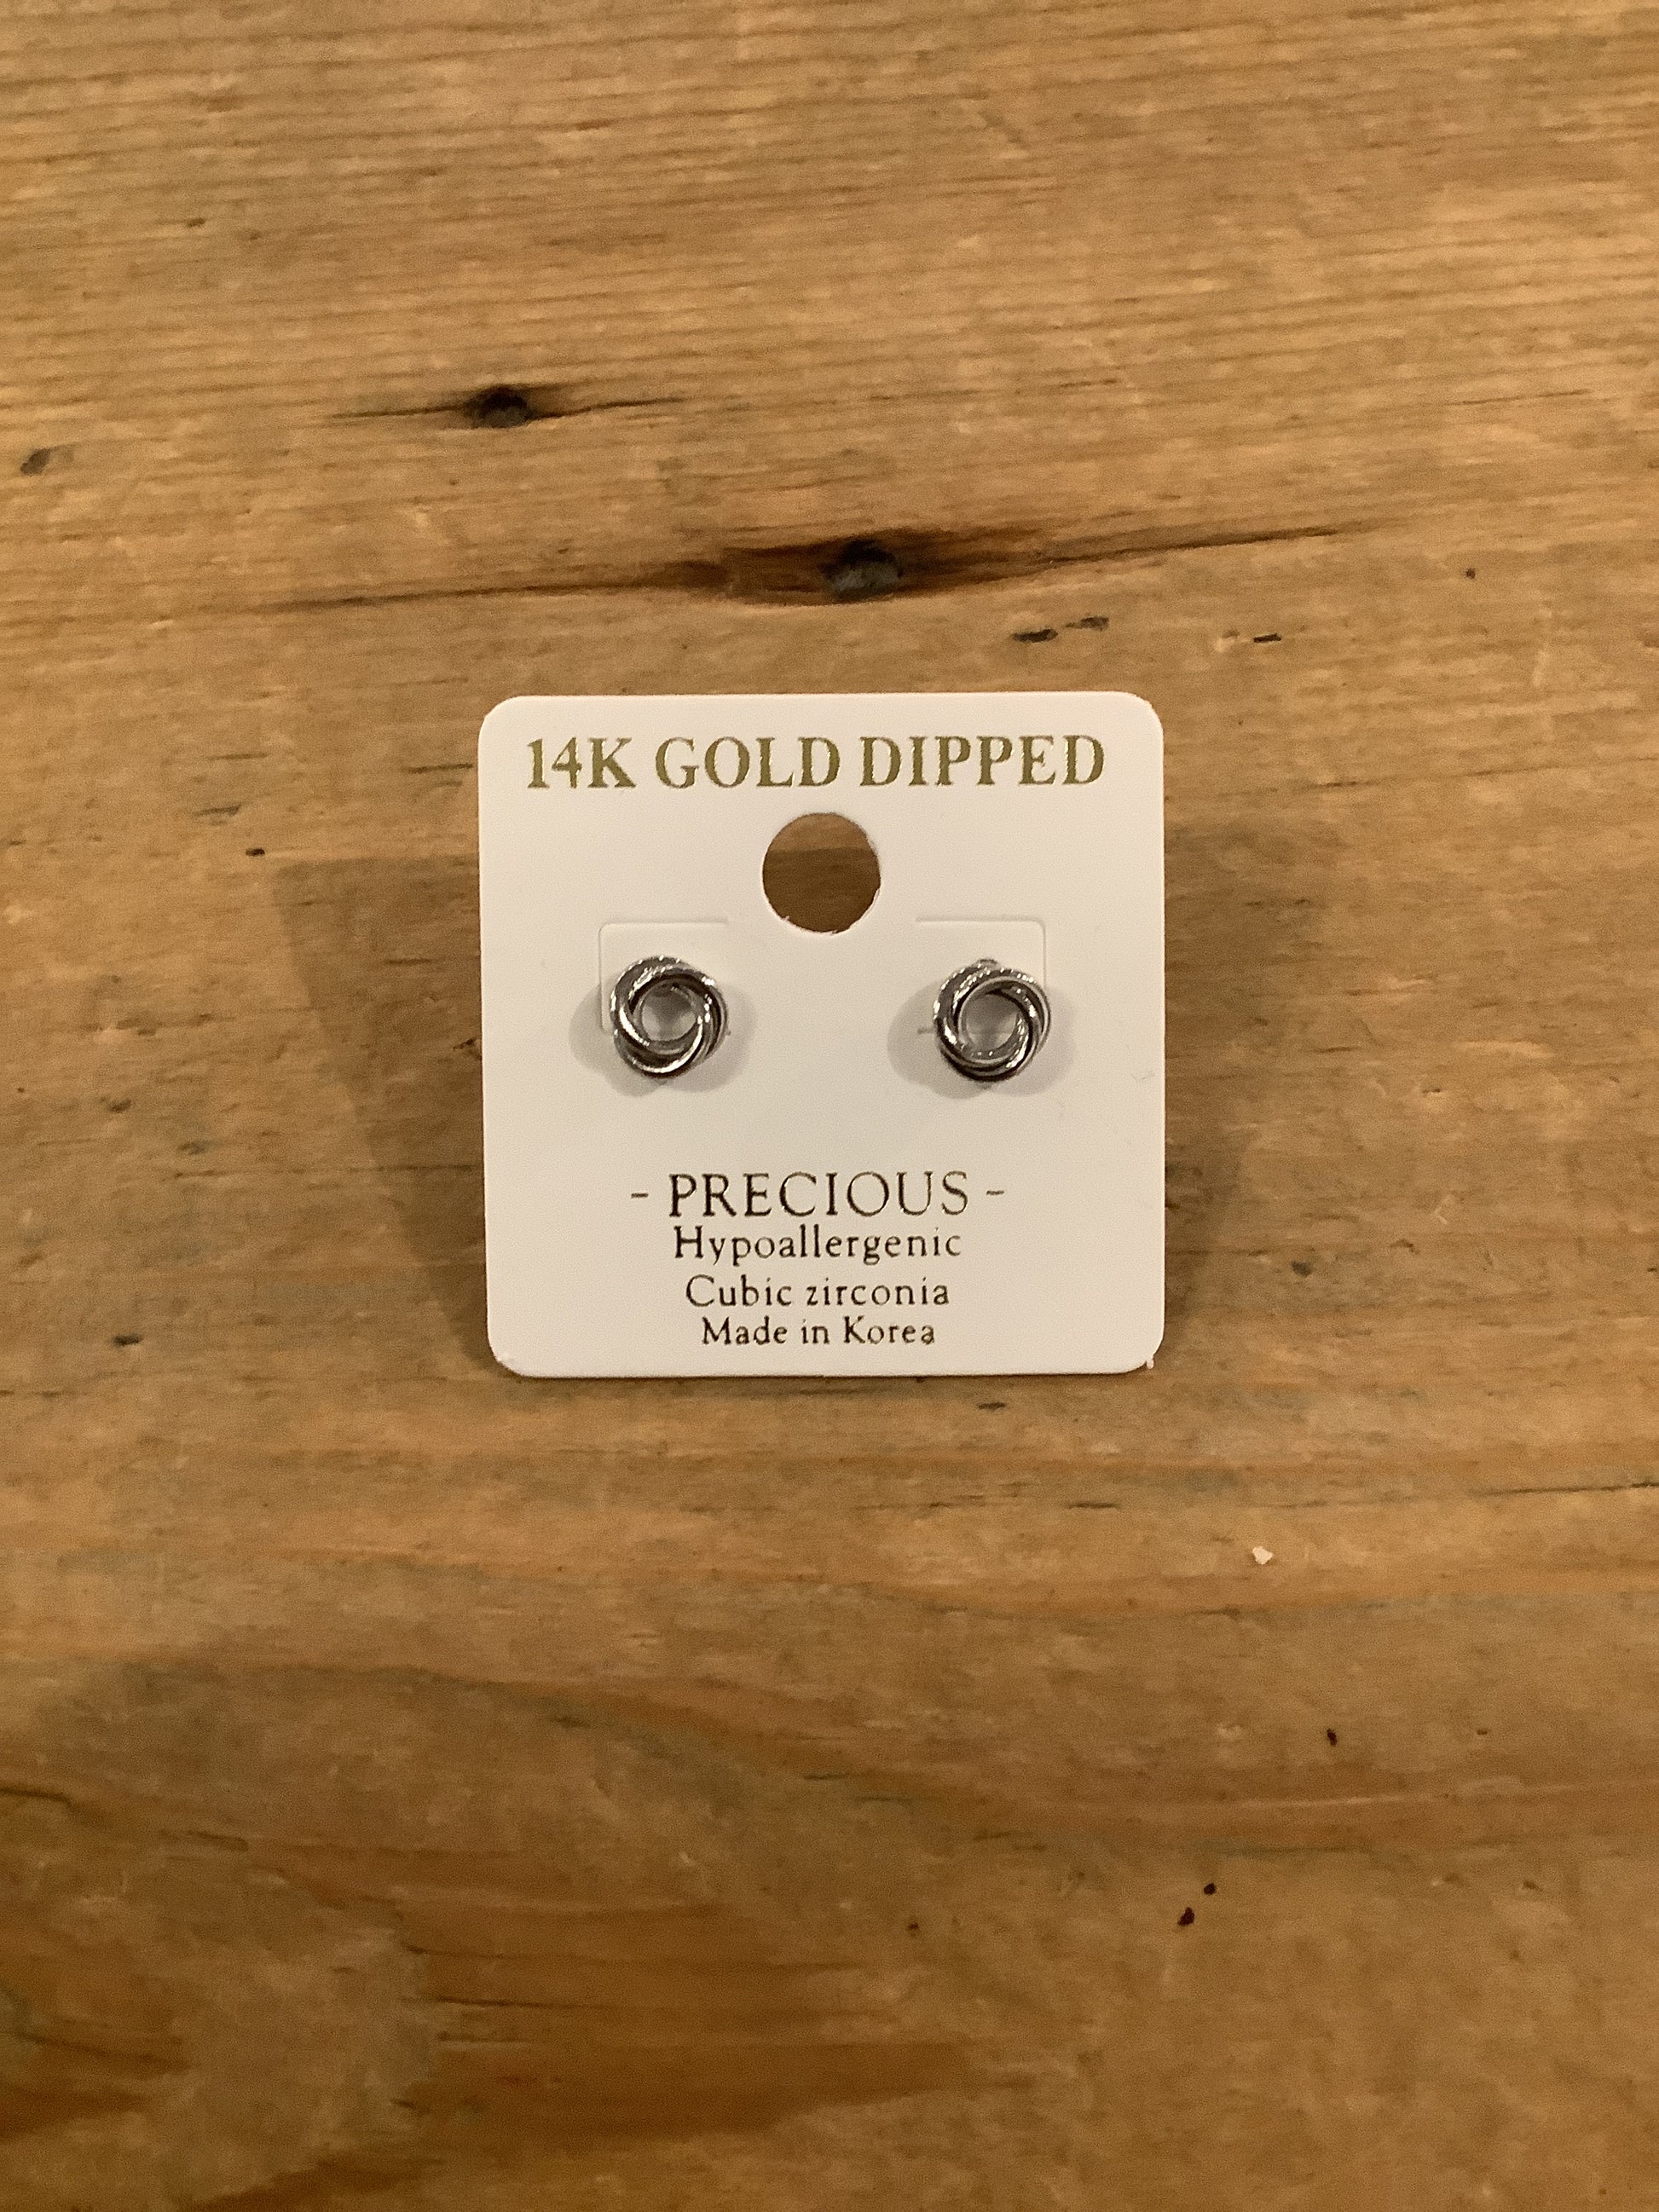 14K GOLD DIPPED
- PRECIOUS -
Hypoallergenic
Cubic zirconia
Made in Korea